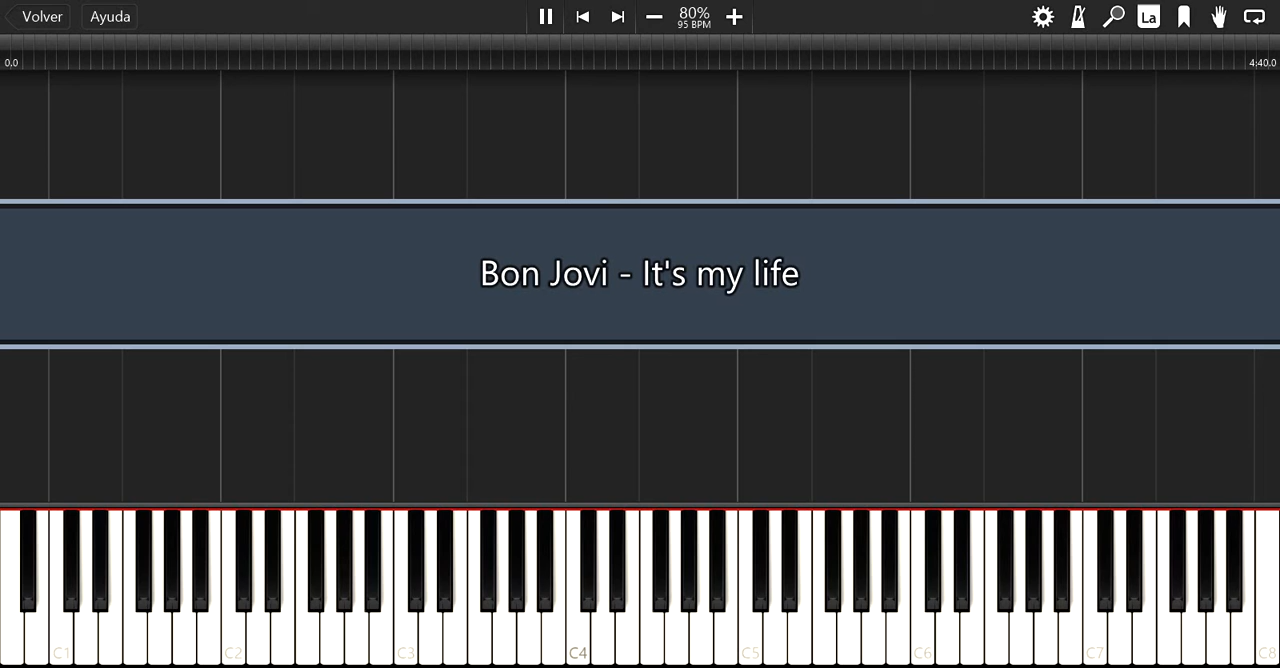 Volver
Ayuda
80%
95 BPM
La
0.0
4:40.0
Bon Jovi - It's my life
C1
C2
C3
C4
C5
C6
C7
C8